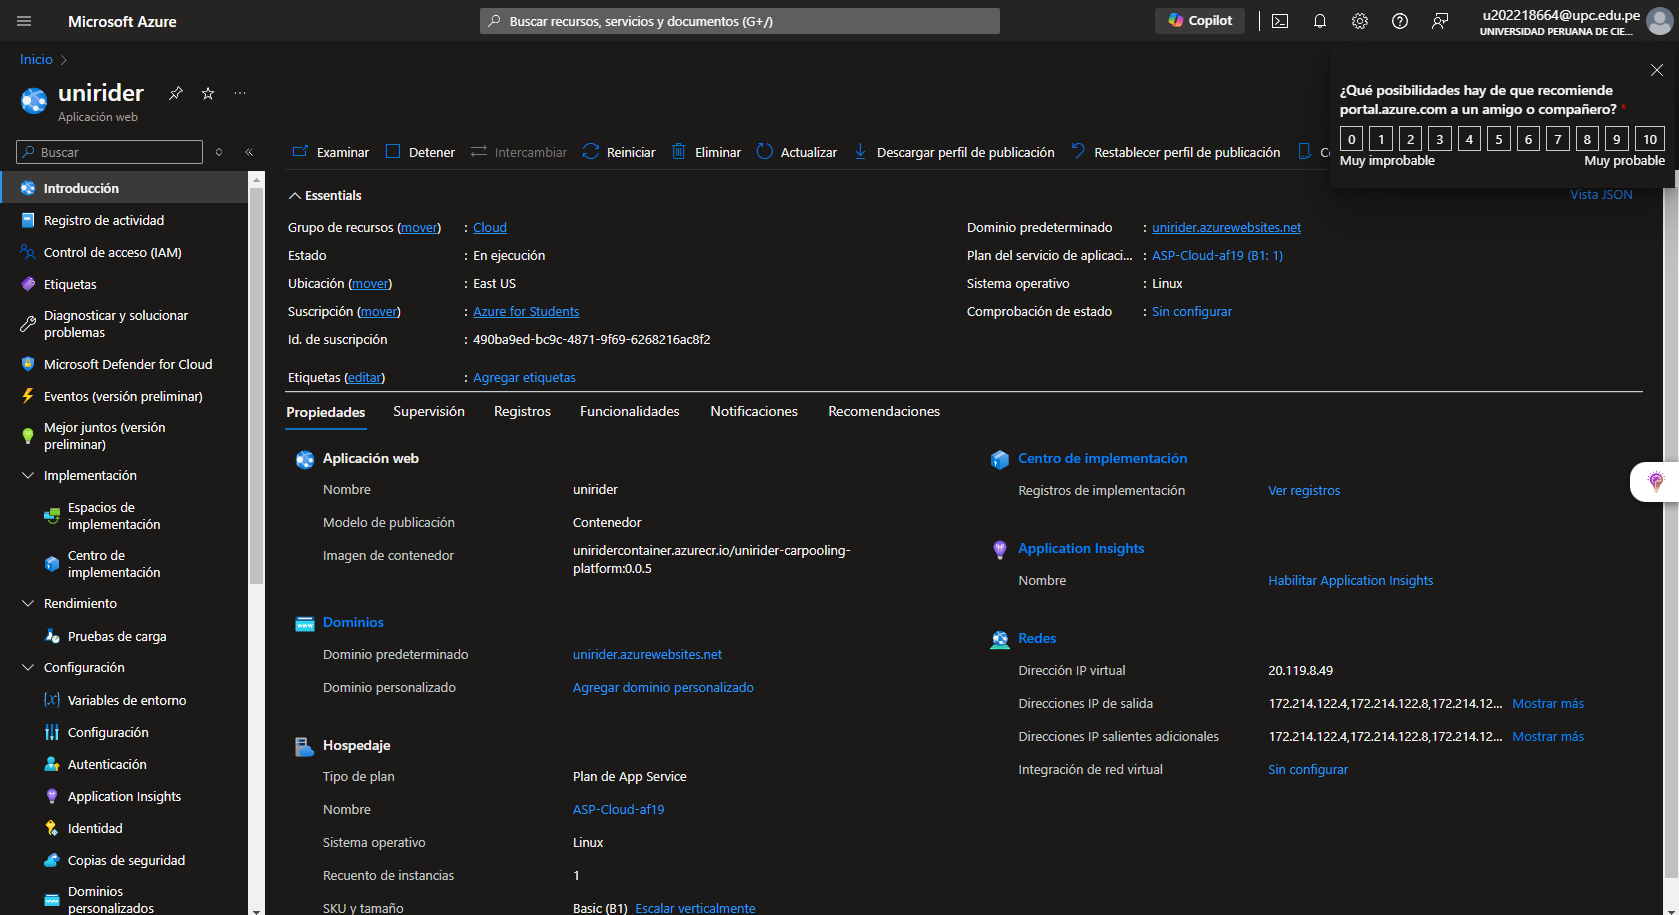 Microsoft Azure
Buscar recursos, servicios y documentos (G+/)
Copilot
u202218664@upc.edu.pe
UNIVERSIDAD PERUANA DE CIE...
Inicio
unirider
Aplicación web
¿Qué posibilidades hay de que recomiende
portal.azure.com a un amigo o compañero? *
0 1 2 3 4 5 6 7 8 9 10
Muy improbable Muy probable
Buscar
Examinar Detener Intercambiar Reiniciar Eliminar Actualizar Descargar perfil de publicación Restablecer perfil de publicación
Introducción
Registro de actividad
Control de acceso (IAM)
Etiquetas
Diagnosticar y solucionar
problemas
Microsoft Defender for Cloud
Eventos (versión preliminar)
Mejor juntos (versión
preliminar)
Implementación
Espacios de
implementación
Centro de
implementación
Rendimiento
Pruebas de carga
Configuración
Variables de entorno
Configuración
Autenticación
Application Insights
Identidad
Copias de seguridad
Dominios
personalizados
Essentials
Vista JSON
Grupo de recursos (mover) : Cloud
Estado : En ejecución
Ubicación (mover) : East US
Suscripción (mover) : Azure for Students
Id. de suscripción : 490ba9ed-bc9c-4871-9f69-6268216ac8f2
Dominio predeterminado : unirider.azurewebsites.net
Plan del servicio de aplicaci... : ASP-Cloud-af19 (B1: 1)
Sistema operativo : Linux
Comprobación de estado : Sin configurar
Etiquetas (editar) : Agregar etiquetas
Propiedades Supervisión Registros Funcionalidades Notificaciones Recomendaciones
Aplicación web
Nombre unirider
Modelo de publicación Contenedor
Imagen de contenedor uniridercontainer.azurecr.io/unirider-carpooling-
platform:0.0.5
Dominios
Dominio predeterminado unirider.azurewebsites.net
Dominio personalizado Agregar dominio personalizado
Hospedaje
Tipo de plan Plan de App Service
Nombre ASP-Cloud-af19
Sistema operativo Linux
Recuento de instancias 1
SKU y tamaño Basic (B1) Escalar verticalmente
Centro de implementación
Registros de implementación Ver registros
Application Insights
Nombre Habilitar Application Insights
Redes
Dirección IP virtual 20.119.8.49
Direcciones IP de salida 172.214.122.4,172.214.122.8,172.214.12... Mostrar más
Direcciones IP salientes adicionales 172.214.122.4,172.214.122.8,172.214.12... Mostrar más
Integración de red virtual Sin configurar